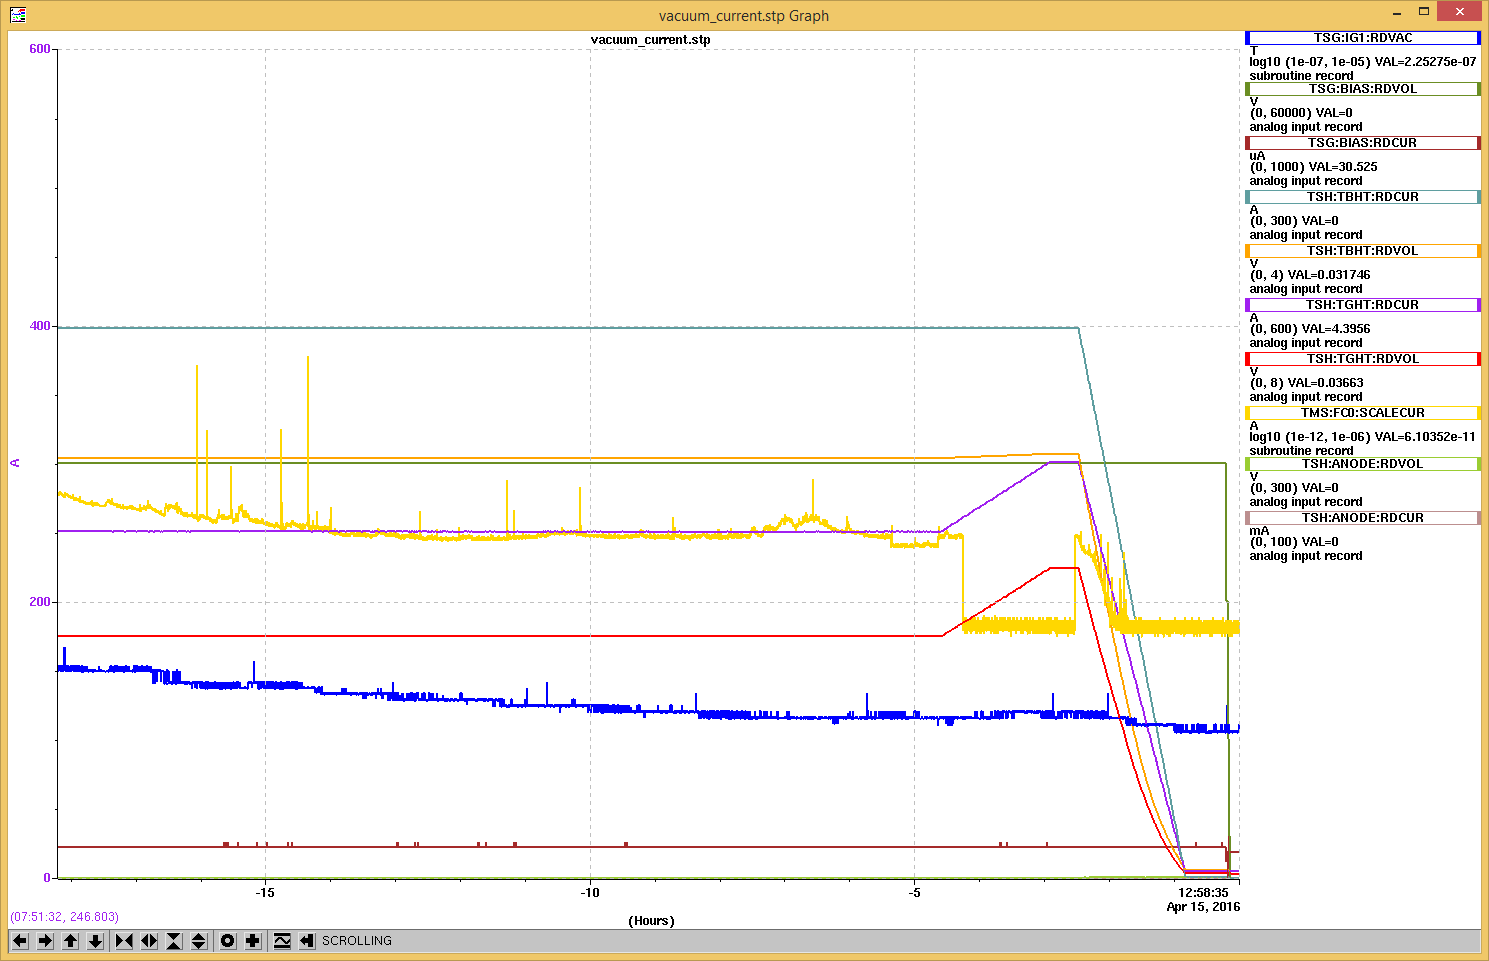 vacuum_current.stp Graph
vacuum_current.stp
600
400
A
200
0
-15
-10
-5
12:58:35
Apr 15, 2016
(Hours)
(07:51:32, 246.803)
SCROLLING
TSG:IG1:RDVAC
T
log10 (1e-07, 1e-05) VAL=2.25275e-07
subroutine record
TSG:BIAS:RDVOL
V
(0, 60000) VAL=0
analog input record
TSG:BIAS:RDCUR
uA
(0, 1000) VAL=30.525
analog input record
TSH:TBHT:RDCUR
A
(0, 300) VAL=0
analog input record
TSH:TBHT:RDVOL
V
(0, 4) VAL=0.031746
analog input record
TSH:TGHT:RDCUR
A
(0, 600) VAL=4.3956
analog input record
TSH:TGHT:RDVOL
V
(0, 8) VAL=0.03663
analog input record
TMS:FC0:SCALECUR
A
log10 (1e-12, 1e-06) VAL=6.10352e-11
subroutine record
TSH:ANODE:RDVOL
V
(0, 300) VAL=0
analog input record
TSH:ANODE:RDCUR
mA
(0, 100) VAL=0
analog input record